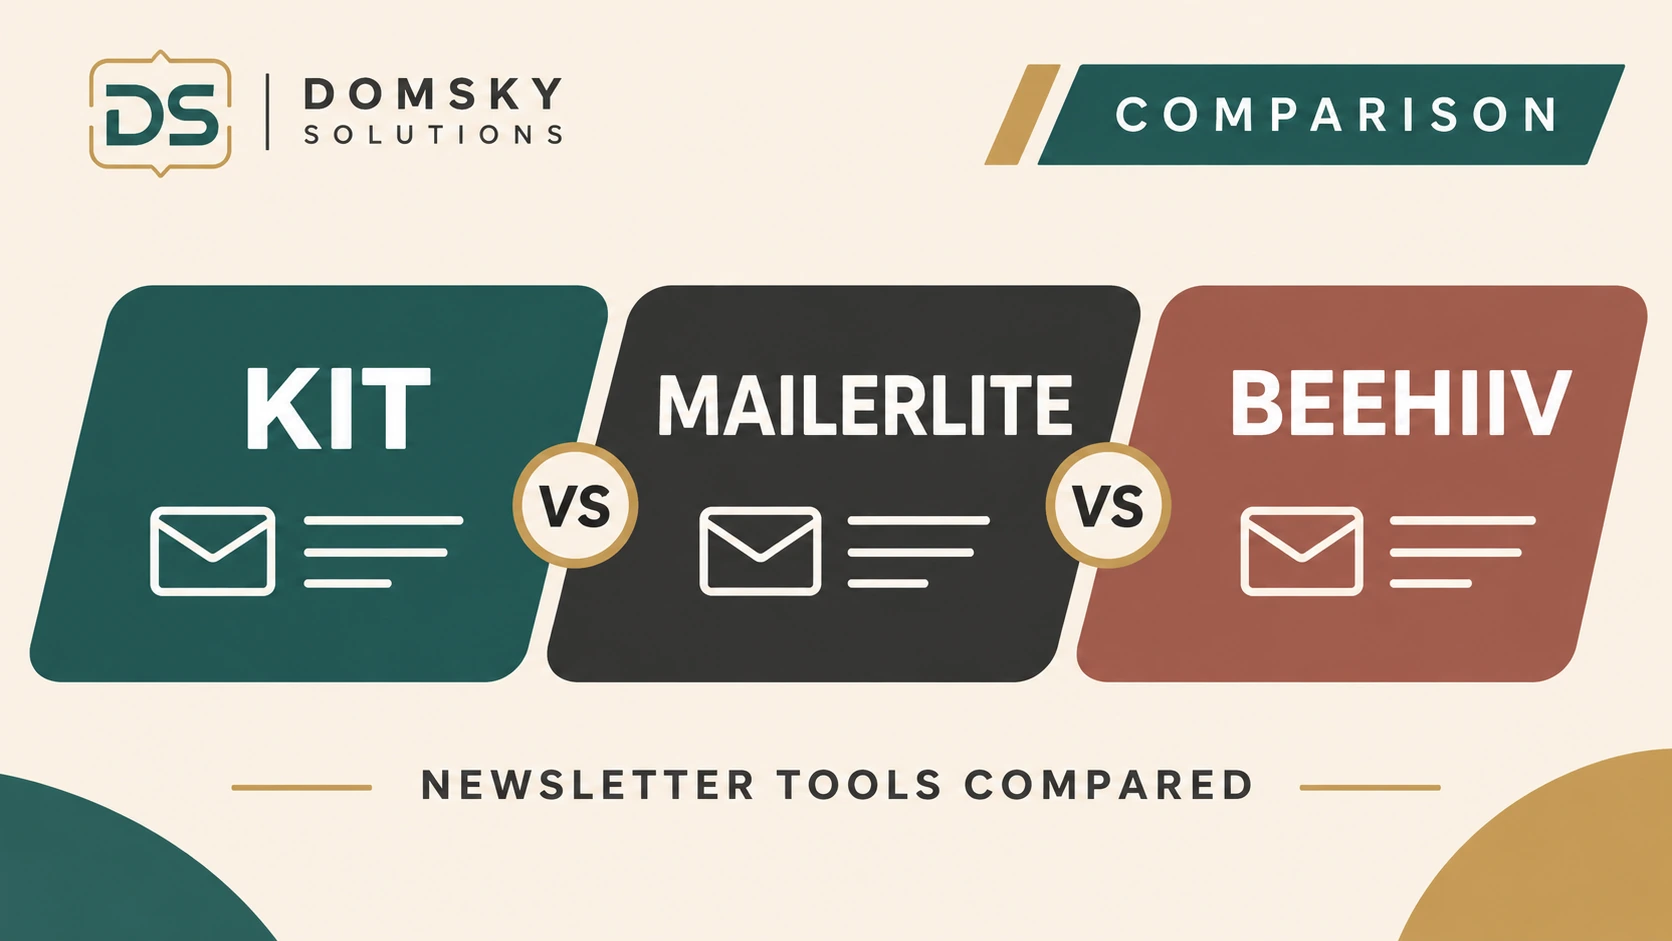 DS
DOMSKY
SOLUTIONS
COMPARISON
KIT
VS
MAILERLITE
VS
BEEHIIV
NEWSLETTER TOOLS COMPARED